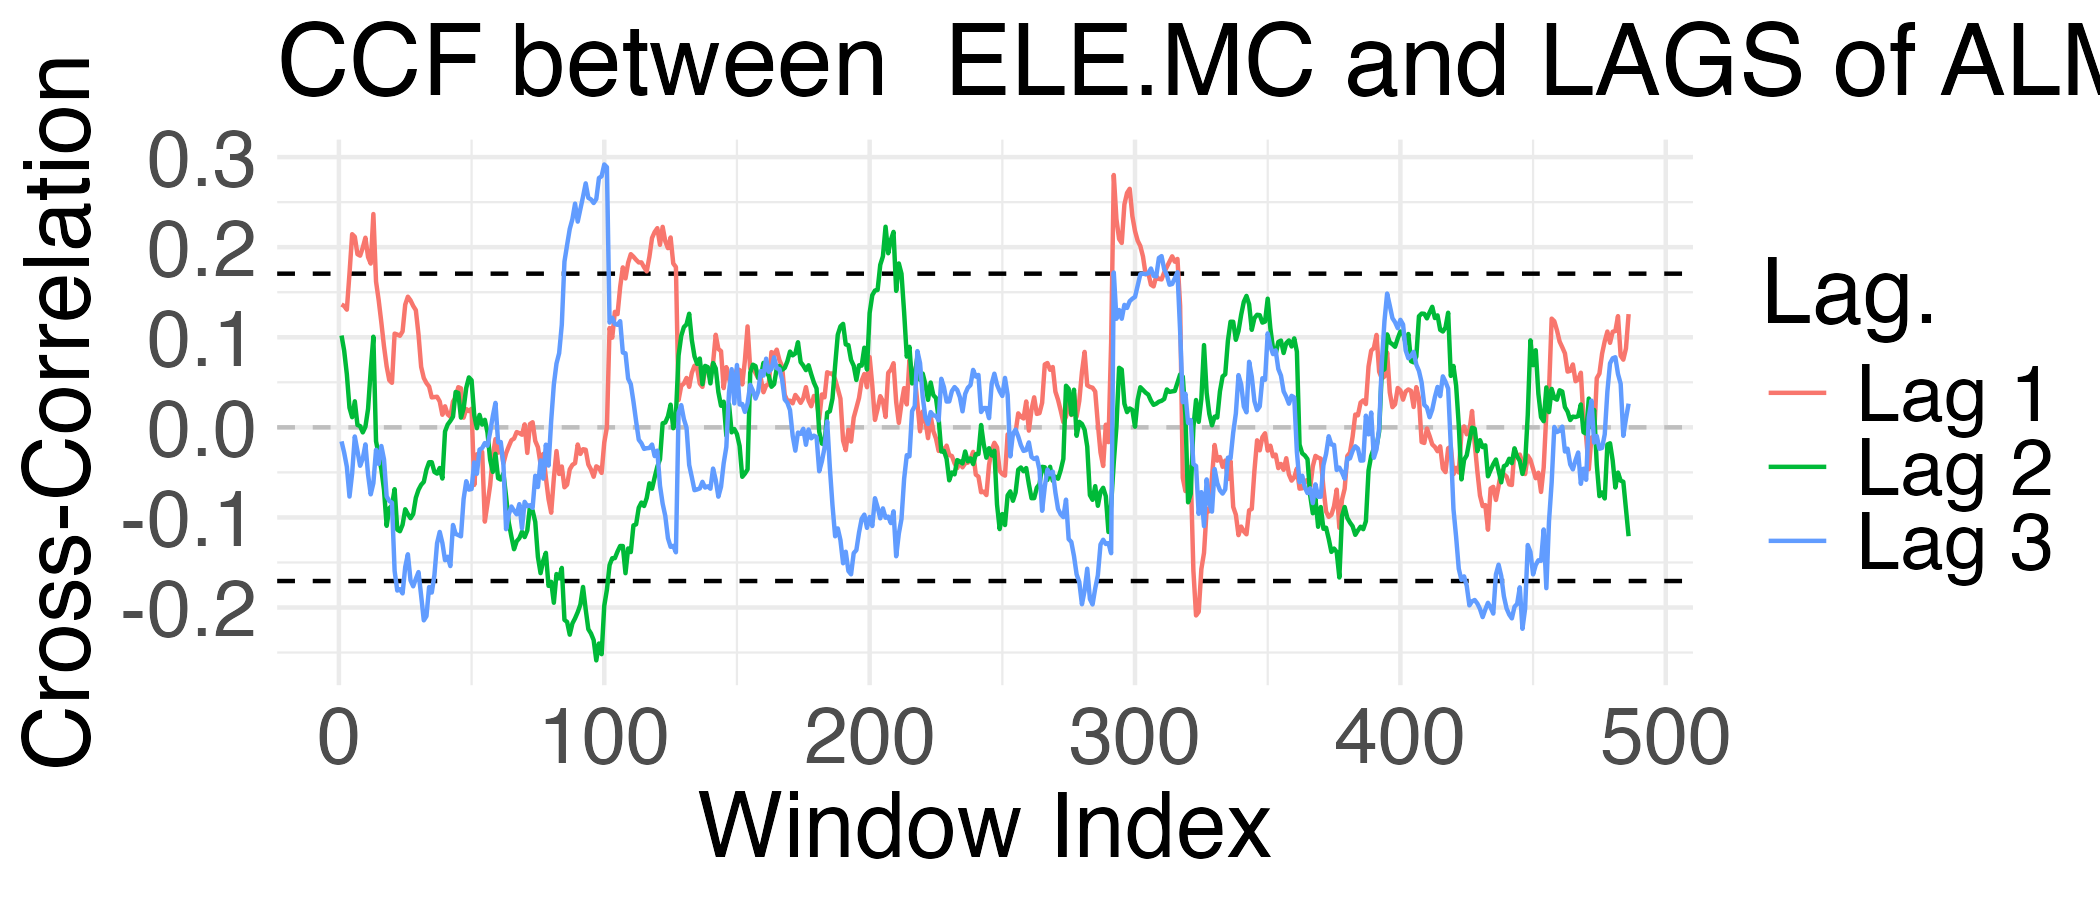 CCF between  ELE.MC and LAGS of ALM
Cross-Correlation
0.3
0.2
0.1
0.0
-0.1
-0.2
0 100 200 300 400 500
Window Index
Lag.
Lag 1
Lag 2
Lag 3